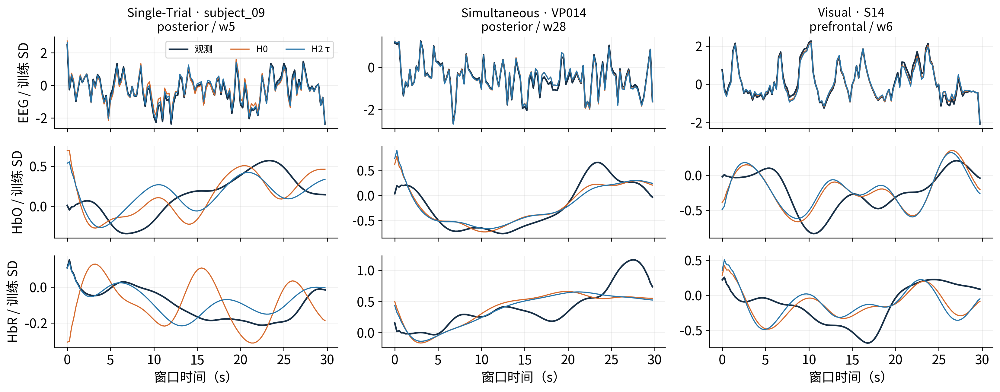 Single-Trial · subject_09
posterior / w5
Simultaneous · VP014
posterior / w28
Visual · S14
prefrontal / w6
EEG / 训练 SD
2
0
-2
观测 H0 H2 τ
0
-2
2
0
-2
HbO / 训练 SD
0.5
0.0
0.5
0.0
-0.5
0.0
-0.5
HbR / 训练 SD
0.0
-0.2
1.0
0.5
0.0
0.5
0.0
-0.5
0 5 10 15 20 25 30
0 5 10 15 20 25 30
0 5 10 15 20 25 30
窗口时间（s）
窗口时间（s）
窗口时间（s）